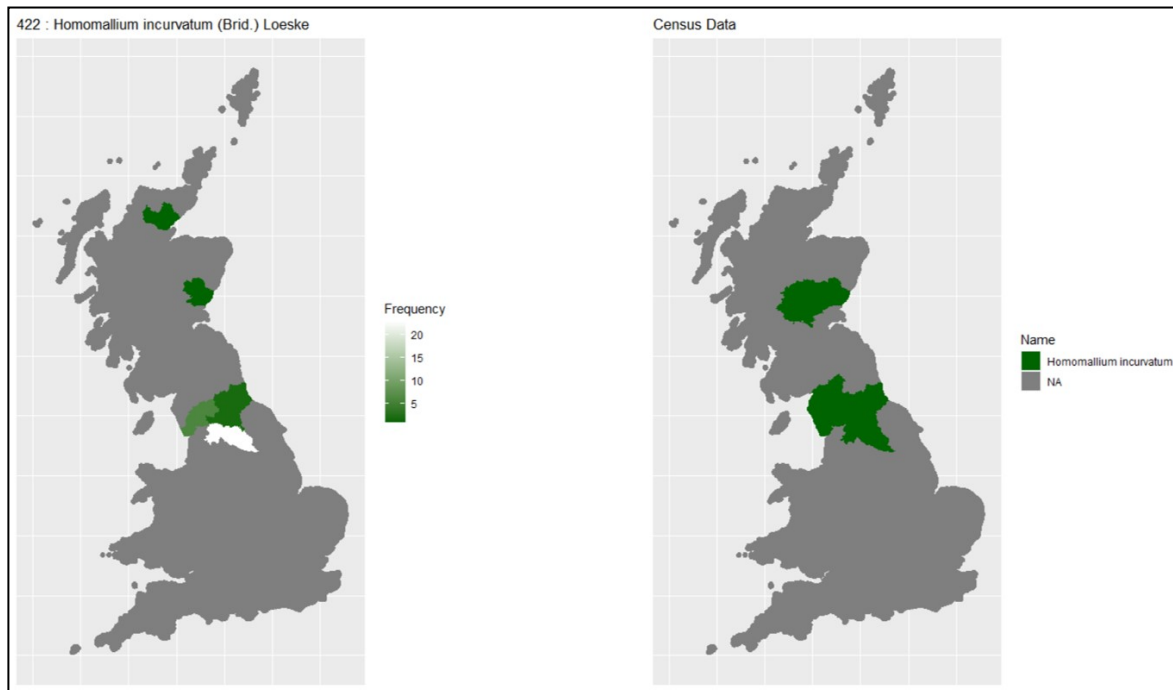 422 : Homomallium incurvatum (Brid.) Loeske
Census Data
Frequency
20
15
10
5
Name
Homomallium incurvatum
NA